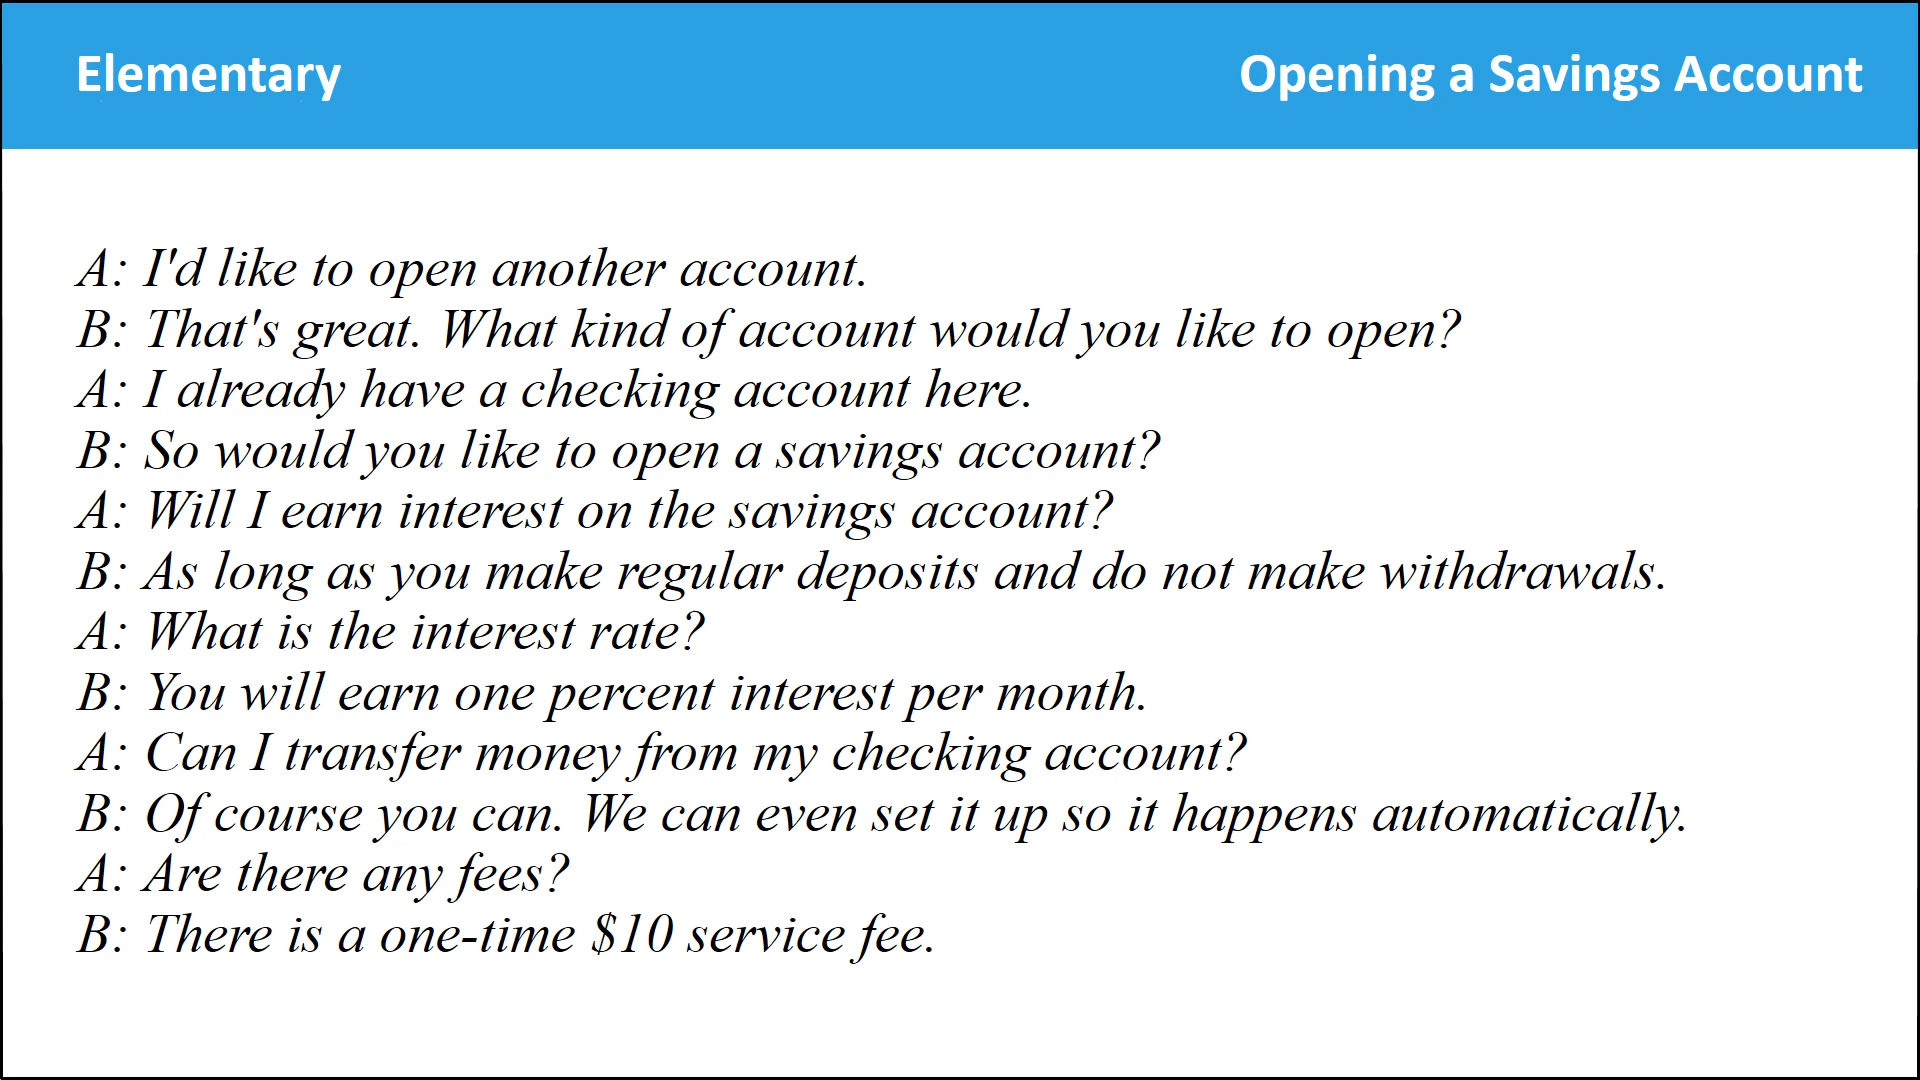 Elementary
Opening a Savings Account
A: I'd like to open another account.
B: That's great. What kind of account would you like to open?
A: I already have a checking account here.
B: So would you like to open a savings account?
A: Will I earn interest on the savings account?
B: As long as you make regular deposits and do not make withdrawals.
A: What is the interest rate?
B: You will earn one percent interest per month.
A: Can I transfer money from my checking account?
B: Of course you can. We can even set it up so it happens automatically.
A: Are there any fees?
B: There is a one-time $10 service fee.